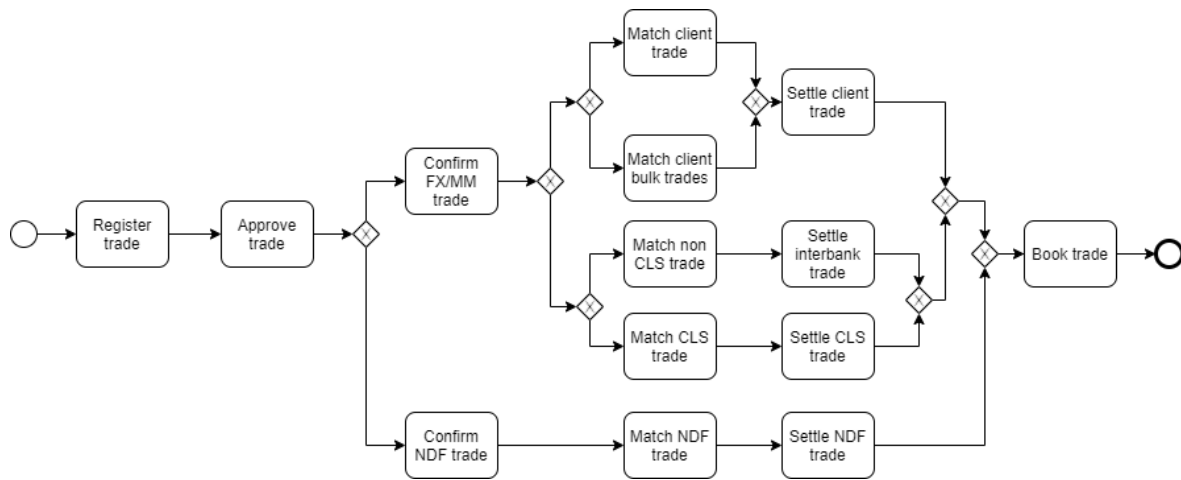 Match client
trade
Settle client
trade
Match client
bulk trades
Confirm
FX/MM
trade
Register
trade
Approve
trade
Match non
CLS trade
Settle
interbank
trade
Book trade
Match CLS
trade
Settle CLS
trade
Confirm
NDF trade
Match NDF
trade
Settle NDF
trade